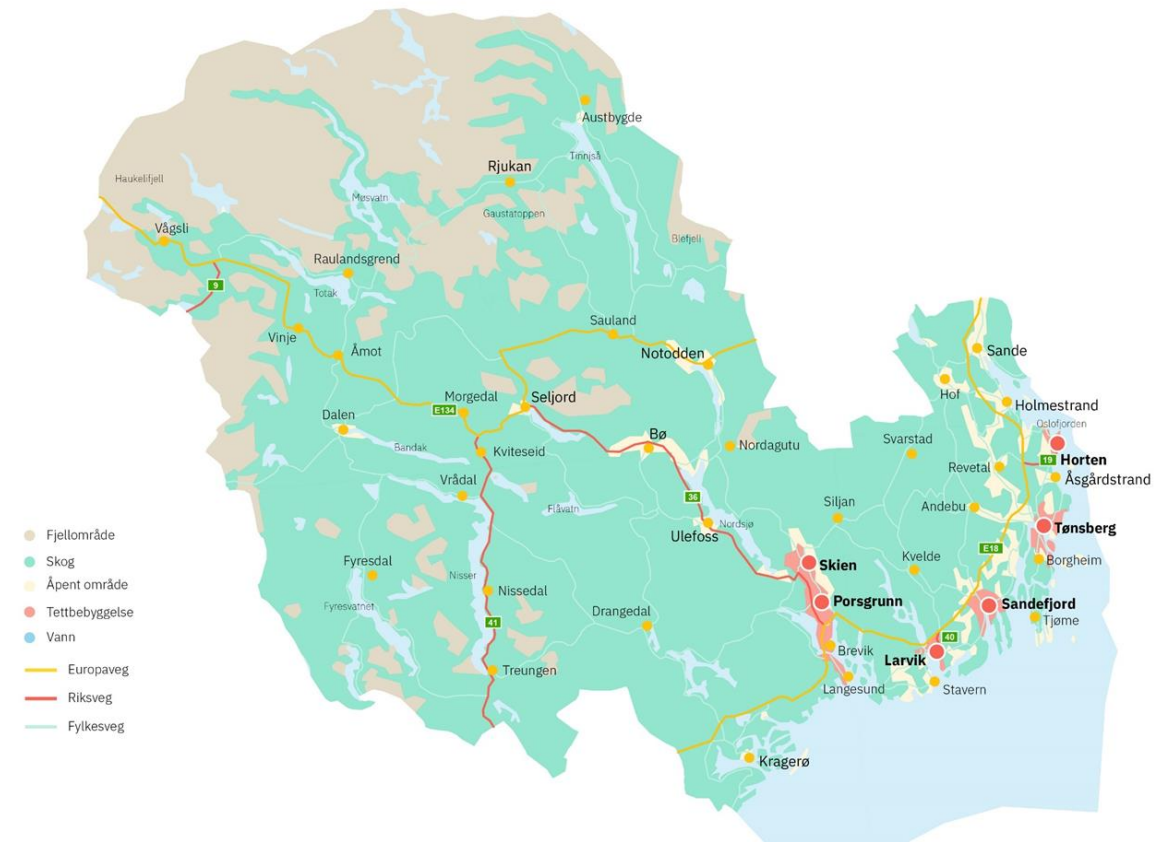 Austbygde
Tinnjså
Rjukan
Haukelifjell
Møsvatn
Gaustatoppen
Vågsli
Blefjell
Raulandsgrend
9
Totak
Sauland
Vinje
Åmot
Notodden
Sande
Hof
Morgedal
Seljord
Holmestrand
E134
Dalen
Oslofjorden
Bø
Svarstad
Bandak
Kviteseid
Nordagutu
19
Horten
Revetal
Åsgårdstrand
Vrådal
36
Siljan
Andebu
Flåvatn
Nordsjø
Tønsberg
Ulefoss
Fjellområde
E18
Skog
Fyresdal
Skien
Kvelde
Borgheim
Nisser
Åpent område
Nissedal
Porsgrunn
Sandefjord
Fyresvatnet
Tettbebyggelse
Drangedal
Tjøme
41
Vann
40
Brevik
Larvik
Europaveg
Treungen
Langesund
Stavern
Riksveg
Fylkesveg
Kragerø